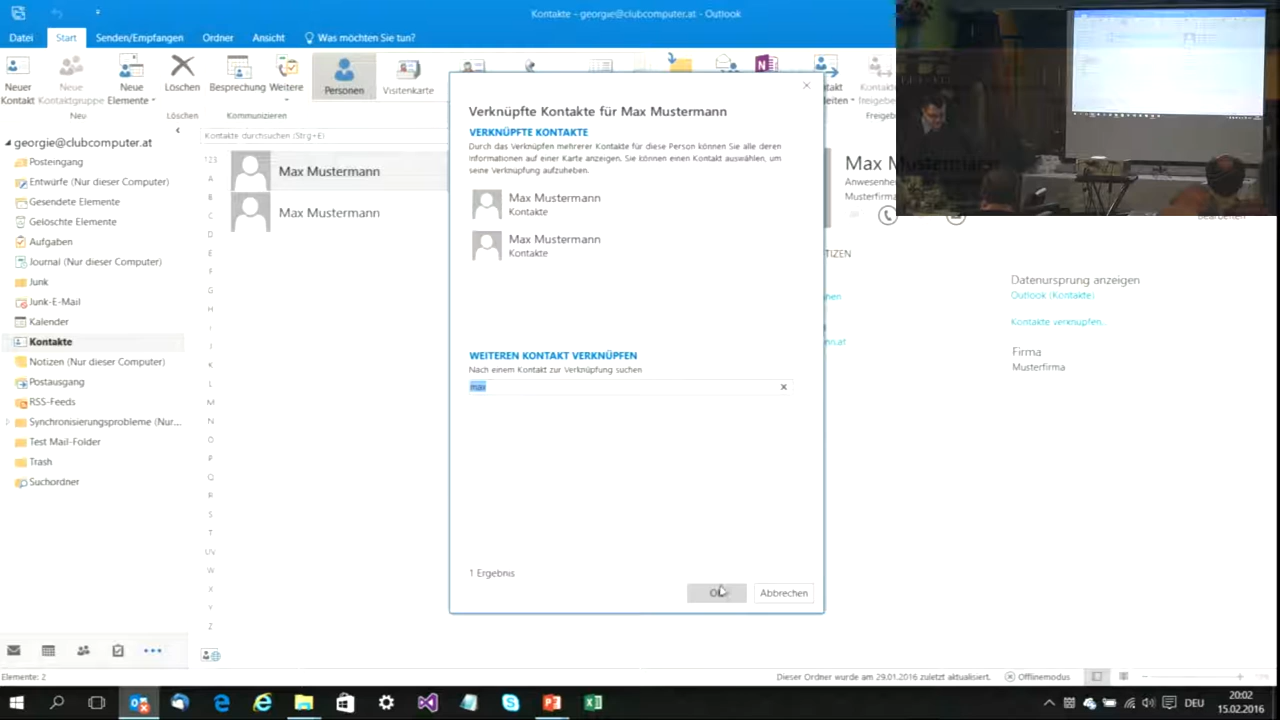 Kontakte - georgie@clubcomputer.at - Outlook
Datei
Start
Senden/Empfangen
Ordner
Ansicht
Was möchten Sie tun?
Neuer Kontakt
Neue Kontaktgruppe
Neue Elemente
Löschen
Besprechung
Weitere
Personen
Visitenkarte
Neu
Löschen
Kommunizieren
georgie@clubcomputer.at
Posteingang
Entwürfe (Nur dieser Computer)
Gesendete Elemente
Gelöschte Elemente
Aufgaben
Journal (Nur dieser Computer)
Junk
Junk-E-Mail
Kalender
Kontakte
Notizen (Nur dieser Computer)
Postausgang
RSS-Feeds
Synchronisierungsprobleme (Nur...
Test Mail-Folder
Trash
Suchordner
Kontakte durchsuchen (Strg+E)
123
A
B
C
D
E
F
G
H
I
J
K
L
M
N
O
P
Q
R
S
T
UV
W
X
Y
Z
Max Mustermann
Max Mustermann
Verknüpfte Kontakte für Max Mustermann
VERKNÜPFTE KONTAKTE
Durch das Verknüpfen mehrerer Kontakte für diese Person können Sie alle deren
Informationen auf einer Karte anzeigen. Sie können einen Kontakt auswählen, um
seine Verknüpfung aufzuheben.
Max Mustermann
Kontakte
Max Mustermann
Kontakte
WEITEREN KONTAKT VERKNÜPFEN
Nach einem Kontakt zur Verknüpfung suchen
max
1 Ergebnis
OK
Abbrechen
Max
Musterfirma
Datenursprung anzeigen
Outlook (Kontakte)
Kontakte verknüpfen...
Firma
Musterfirma
Elemente: 2
Dieser Ordner wurde am 29.01.2016 zuletzt aktualisiert.
Offlinemodus
DEU
20:02
15.02.2016